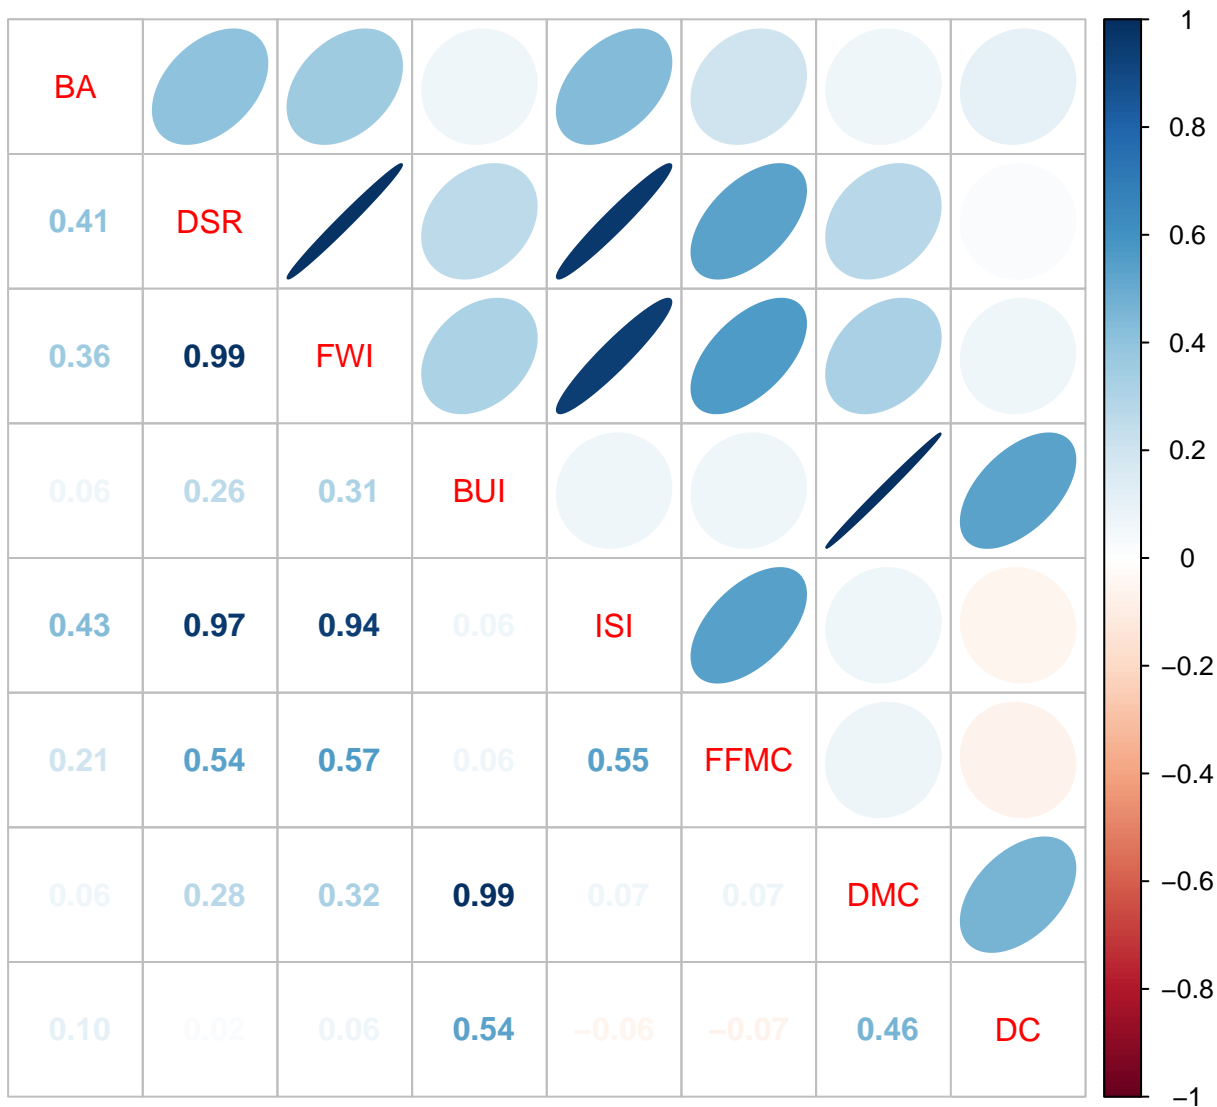 BA
0.41 DSR
0.36 0.99 FWI
0.06 0.26 0.31 BUI
0.43 0.97 0.94 0.06 ISI
0.21 0.54 0.57 0.06 0.55 FFMC
0.06 0.28 0.32 0.99 0.07 0.07 DMC
0.10 0.02 0.06 0.54 −0.06 −0.07 0.46 DC
1
0.8
0.6
0.4
0.2
0
−0.2
−0.4
−0.6
−0.8
−1